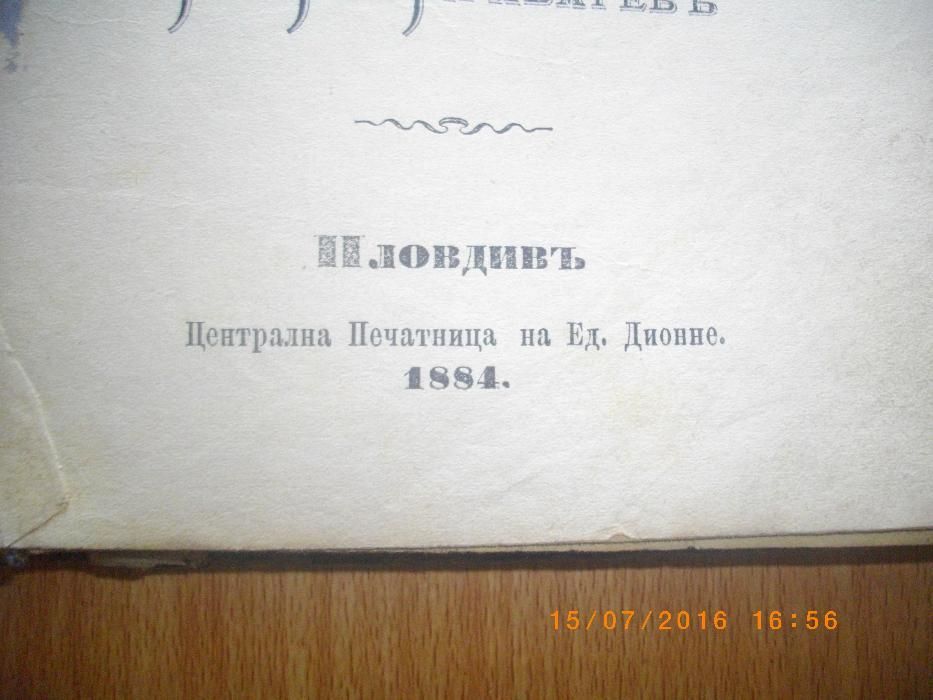 Пловдивъ
Централна Печатница на Ед. Дионне.
1884.
15/07/2016 16:56